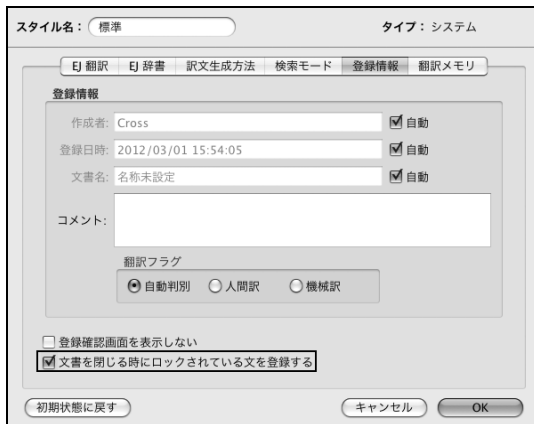 スタイル名： 標準 タイプ：システム
EJ 翻訳 EJ 辞書 訳文生成方法 検索モード 登録情報 翻訳メモリ
登録情報
作成者: Cross 自動
登録日時: 2012/03/01 15:54:05 自動
文書名: 名称未設定 自動
コメント:
翻訳フラグ
自動判別 人間訳 機械訳
登録確認画面を表示しない
文書を閉じる時にロックされている文を登録する
初期状態に戻す キャンセル OK